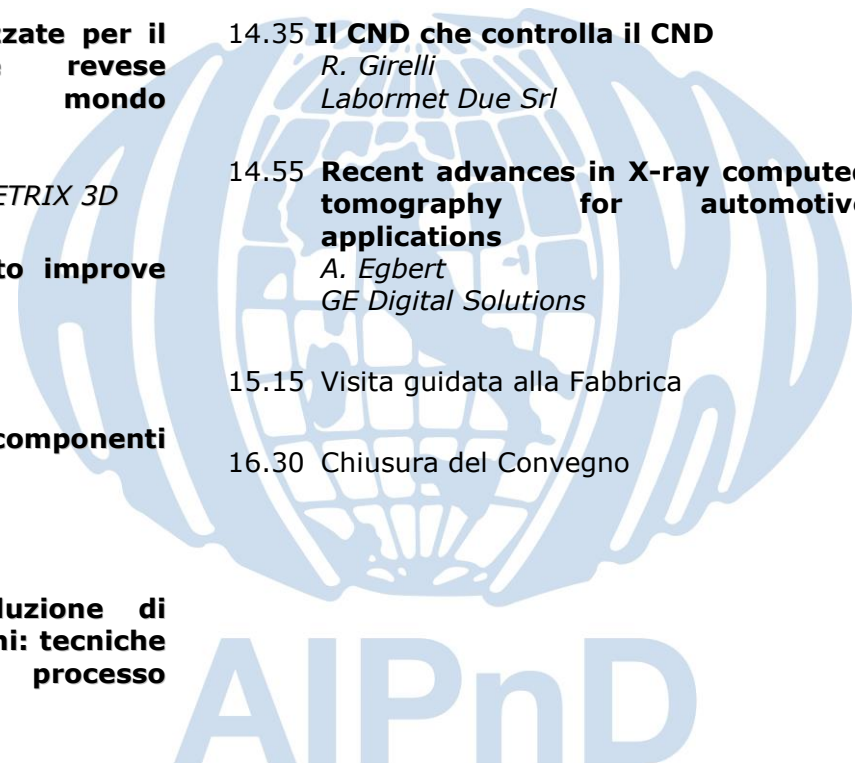 zzate per il
e revese
mondo
ETRIX 3D
to improve
componenti
duzione di
ni: tecniche
processo
14.35 Il CND che controlla il CND
R. Girelli
Labormet Due Srl
14.55 Recent advances in X-ray computed
tomography for automotive
applications
A. Egbert
GE Digital Solutions
15.15 Visita guidata alla Fabbrica
16.30 Chiusura del Convegno
AIPnD